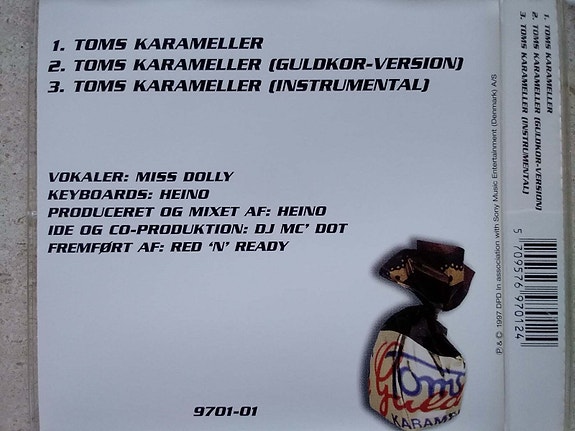 1. TOMS KARAMELLER
2. TOMS KARAMELLER (GULDKOR-VERSION)
3. TOMS KARAMELLER (INSTRUMENTAL)
VOKALER: MISS DOLLY
KEYBOARDS: HEINO
PRODUCERET OG MIXET AF: HEINO
IDE OG CO-PRODUKTION: DJ MC' DOT
FREMFØRT AF: RED 'N' READY
9701-01
Toms
Guld
KARAMEL
℗ & © 1997 DPD In association with Sony Music Entertainment (Denmark) A/S
1. TOMS KARAMELLER
2. TOMS KARAMELLER (GULDKOR-VERSION)
3. TOMS KARAMELLER (INSTRUMENTAL)
5 709576 970124